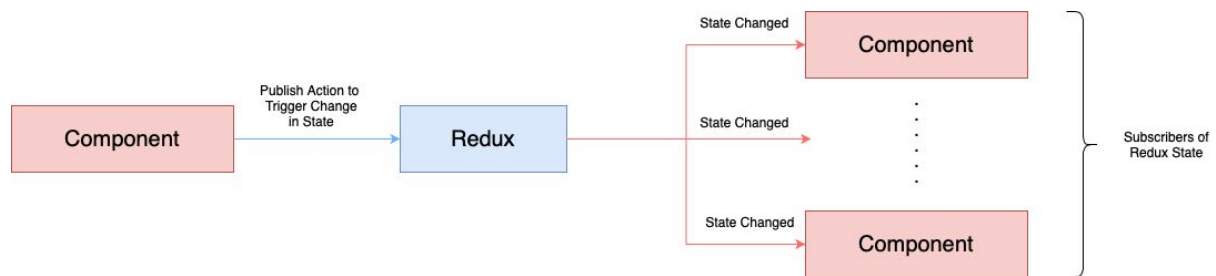 Component
Publish Action to
Trigger Change
in State
Redux
State Changed
Component
State Changed
State Changed
Component
Subscribers of
Redux State